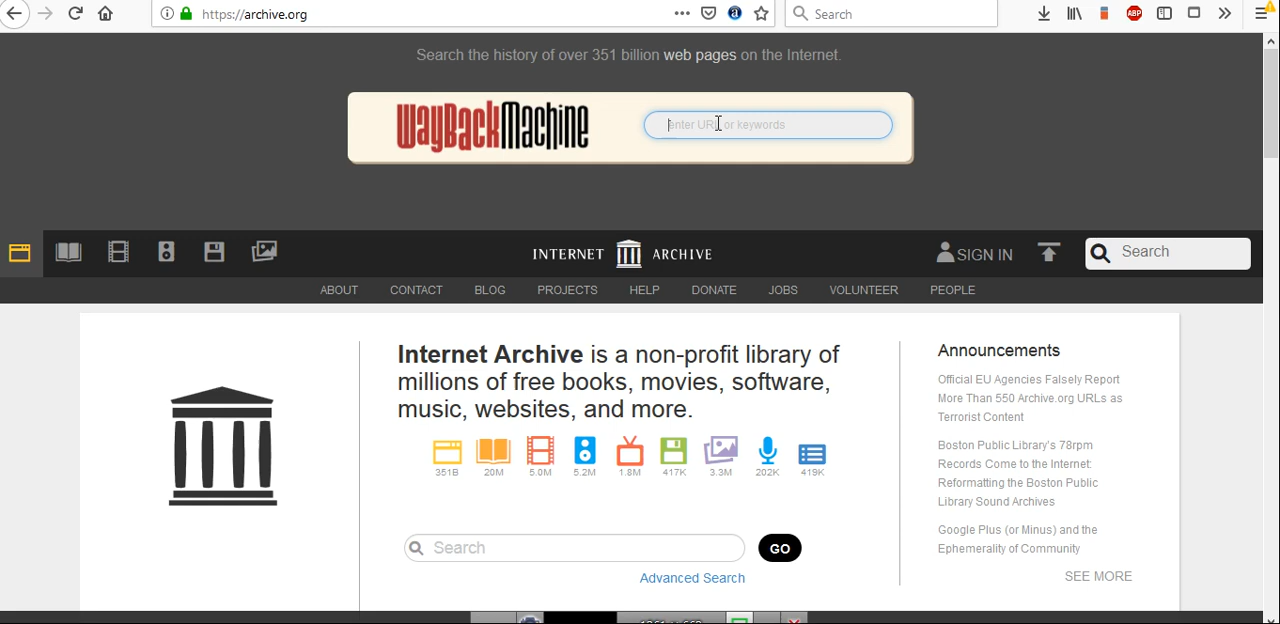 https://archive.org
Search
ABP
Search the history of over 351 billion web pages on the Internet.
WayBackMachine
enter URL or keywords
INTERNET ARCHIVE
SIGN IN
Search
ABOUT CONTACT BLOG PROJECTS HELP DONATE JOBS VOLUNTEER PEOPLE
Internet Archive is a non-profit library of
millions of free books, movies, software,
music, websites, and more.
351B 20M 5.0M 5.2M 1.8M 417K 3.3M 202K 419K
Search
GO
Advanced Search
Announcements
Official EU Agencies Falsely Report
More Than 550 Archive.org URLs as
Terrorist Content
Boston Public Library's 78rpm
Records Come to the Internet:
Reformatting the Boston Public
Library Sound Archives
Google Plus (or Minus) and the
Ephemerality of Community
SEE MORE